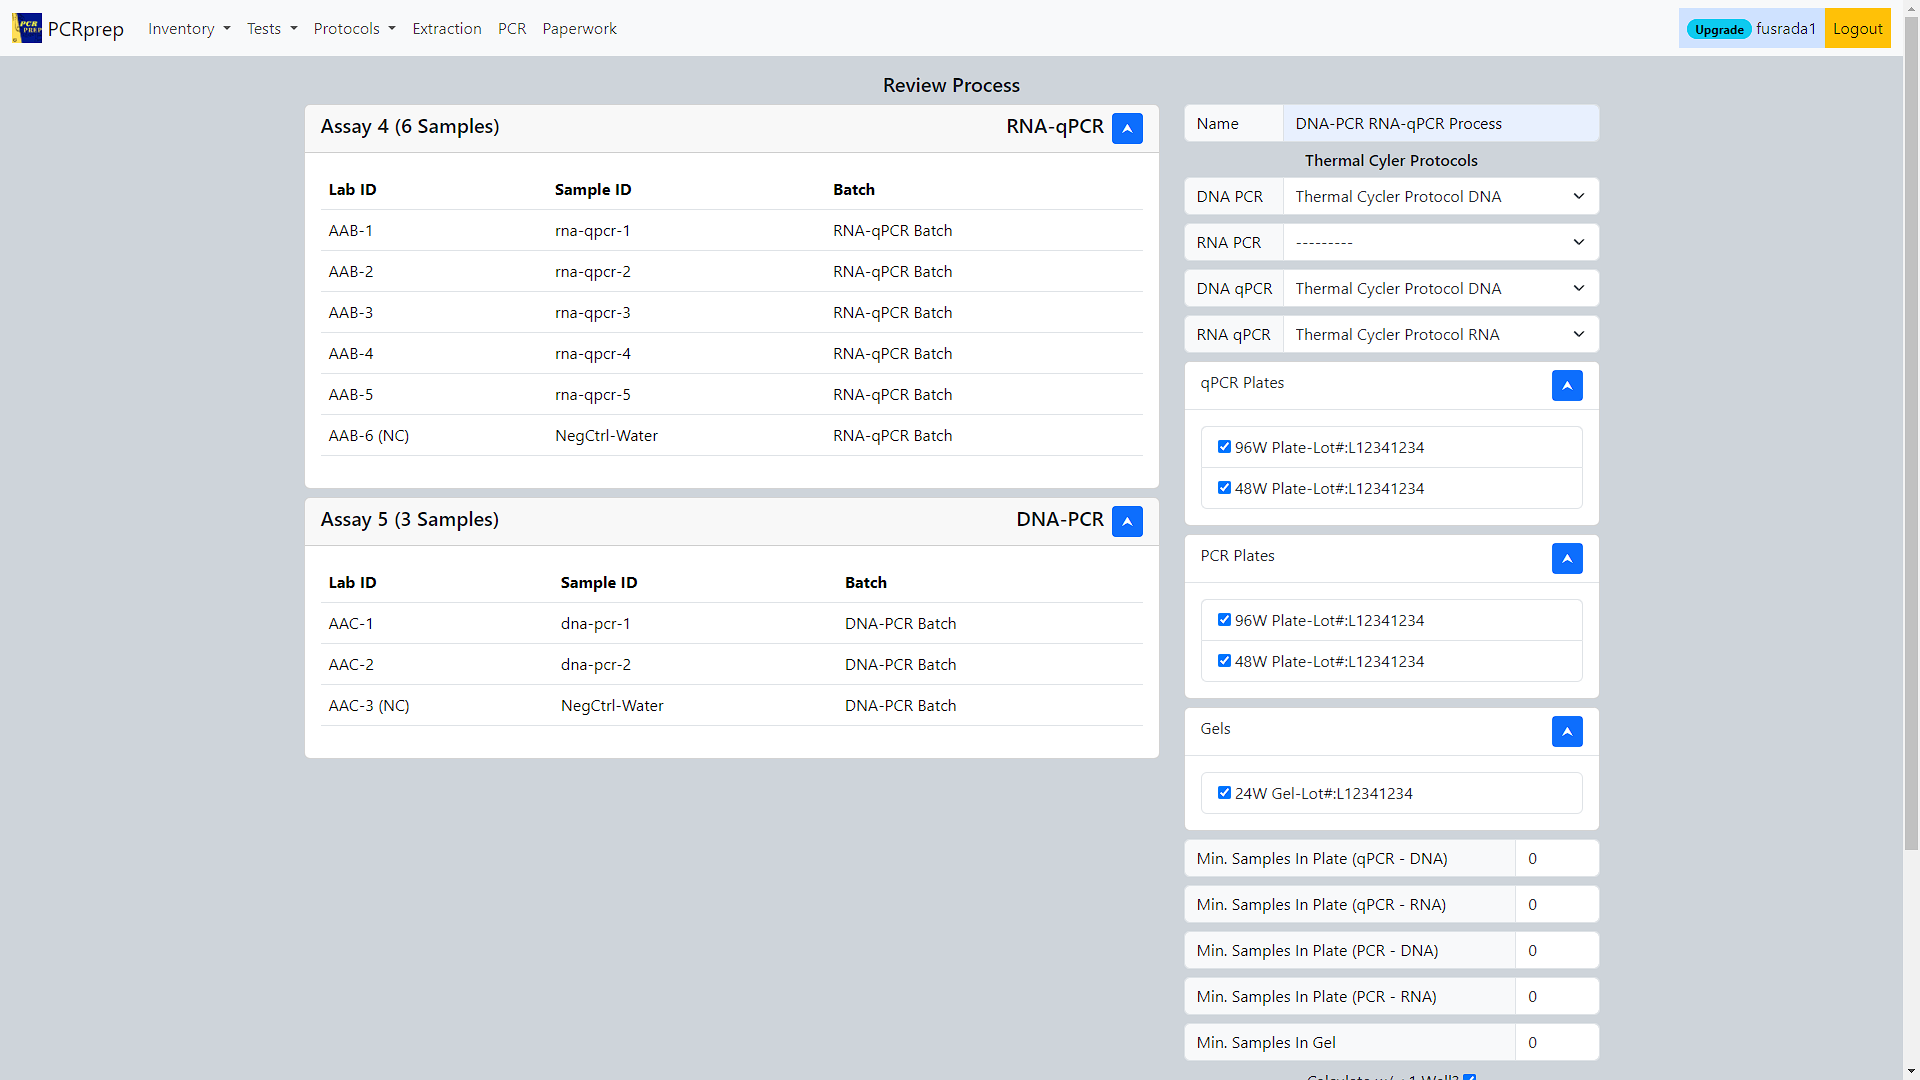 PCR PREP PCRprep Inventory Tests Protocols Extraction PCR Paperwork Upgrade fusrada1 Logout
Review Process
Assay 4 (6 Samples) RNA-qPCR
Lab ID Sample ID Batch
AAB-1 rna-qpcr-1 RNA-qPCR Batch
AAB-2 rna-qpcr-2 RNA-qPCR Batch
AAB-3 rna-qpcr-3 RNA-qPCR Batch
AAB-4 rna-qpcr-4 RNA-qPCR Batch
AAB-5 rna-qpcr-5 RNA-qPCR Batch
AAB-6 (NC) NegCtrl-Water RNA-qPCR Batch
Assay 5 (3 Samples) DNA-PCR
Lab ID Sample ID Batch
AAC-1 dna-pcr-1 DNA-PCR Batch
AAC-2 dna-pcr-2 DNA-PCR Batch
AAC-3 (NC) NegCtrl-Water DNA-PCR Batch
Name DNA-PCR RNA-qPCR Process
Thermal Cyler Protocols
DNA PCR Thermal Cycler Protocol DNA
RNA PCR ---------
DNA qPCR Thermal Cycler Protocol DNA
RNA qPCR Thermal Cycler Protocol RNA
qPCR Plates
96W Plate-Lot#:L12341234
48W Plate-Lot#:L12341234
PCR Plates
96W Plate-Lot#:L12341234
48W Plate-Lot#:L12341234
Gels
24W Gel-Lot#:L12341234
Min. Samples In Plate (qPCR - DNA) 0
Min. Samples In Plate (qPCR - RNA) 0
Min. Samples In Plate (PCR - DNA) 0
Min. Samples In Plate (PCR - RNA) 0
Min. Samples In Gel 0